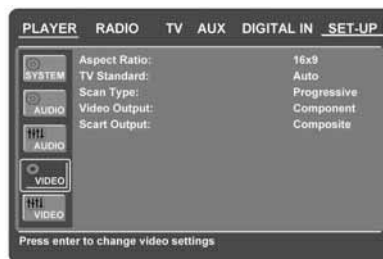 PLAYER RADIO TV AUX DIGITAL IN SET-UP
SYSTEM
AUDIO
AUDIO
VIDEO
VIDEO
Aspect Ratio: 16x9
TV Standard: Auto
Scan Type: Progressive
Video Output: Component
Scart Output: Composite
Press enter to change video settings